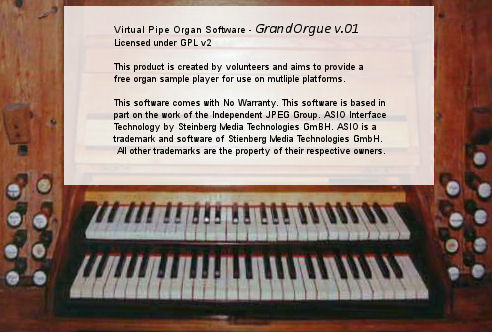 Virtual Pipe Organ Software - GrandOrgue v.01
Licensed under GPL v2
This product is created by volunteers and aims to provide a
free organ sample player for use on mutliple platforms.
This software comes with No Warranty. This software is based in
part on the work of the Independent JPEG Group. ASIO Interface
Technology by Steinberg Media Technologies GmBH. ASIO is a
trademark and software of Stienberg Media Technologies GmBH.
All other trademarks are the property of their respective owners.